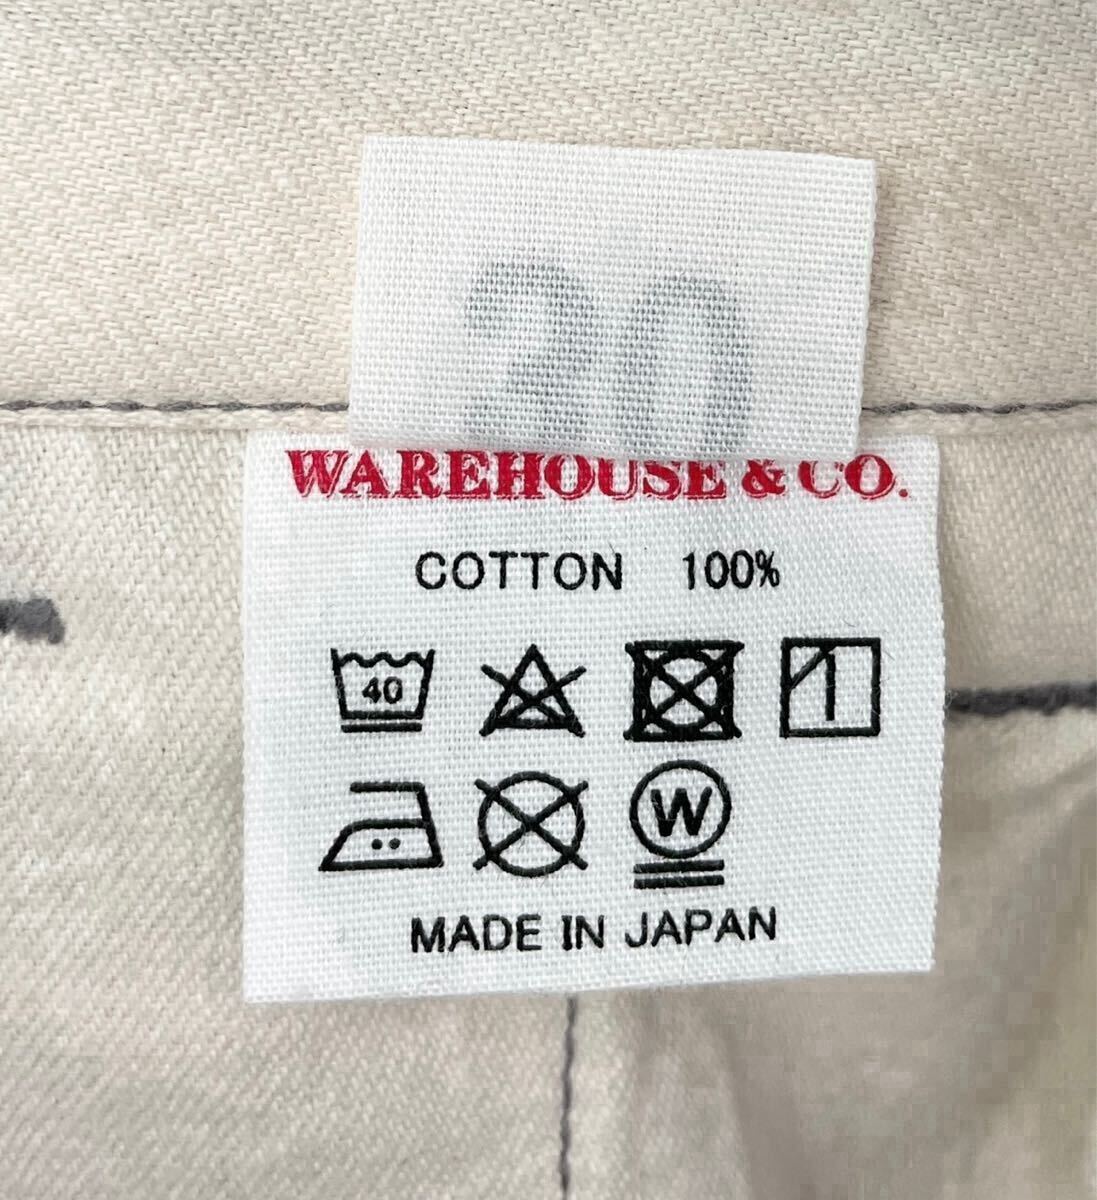 WAREHOUSE & CO.
COTTON 100%
40
W
MADE IN JAPAN